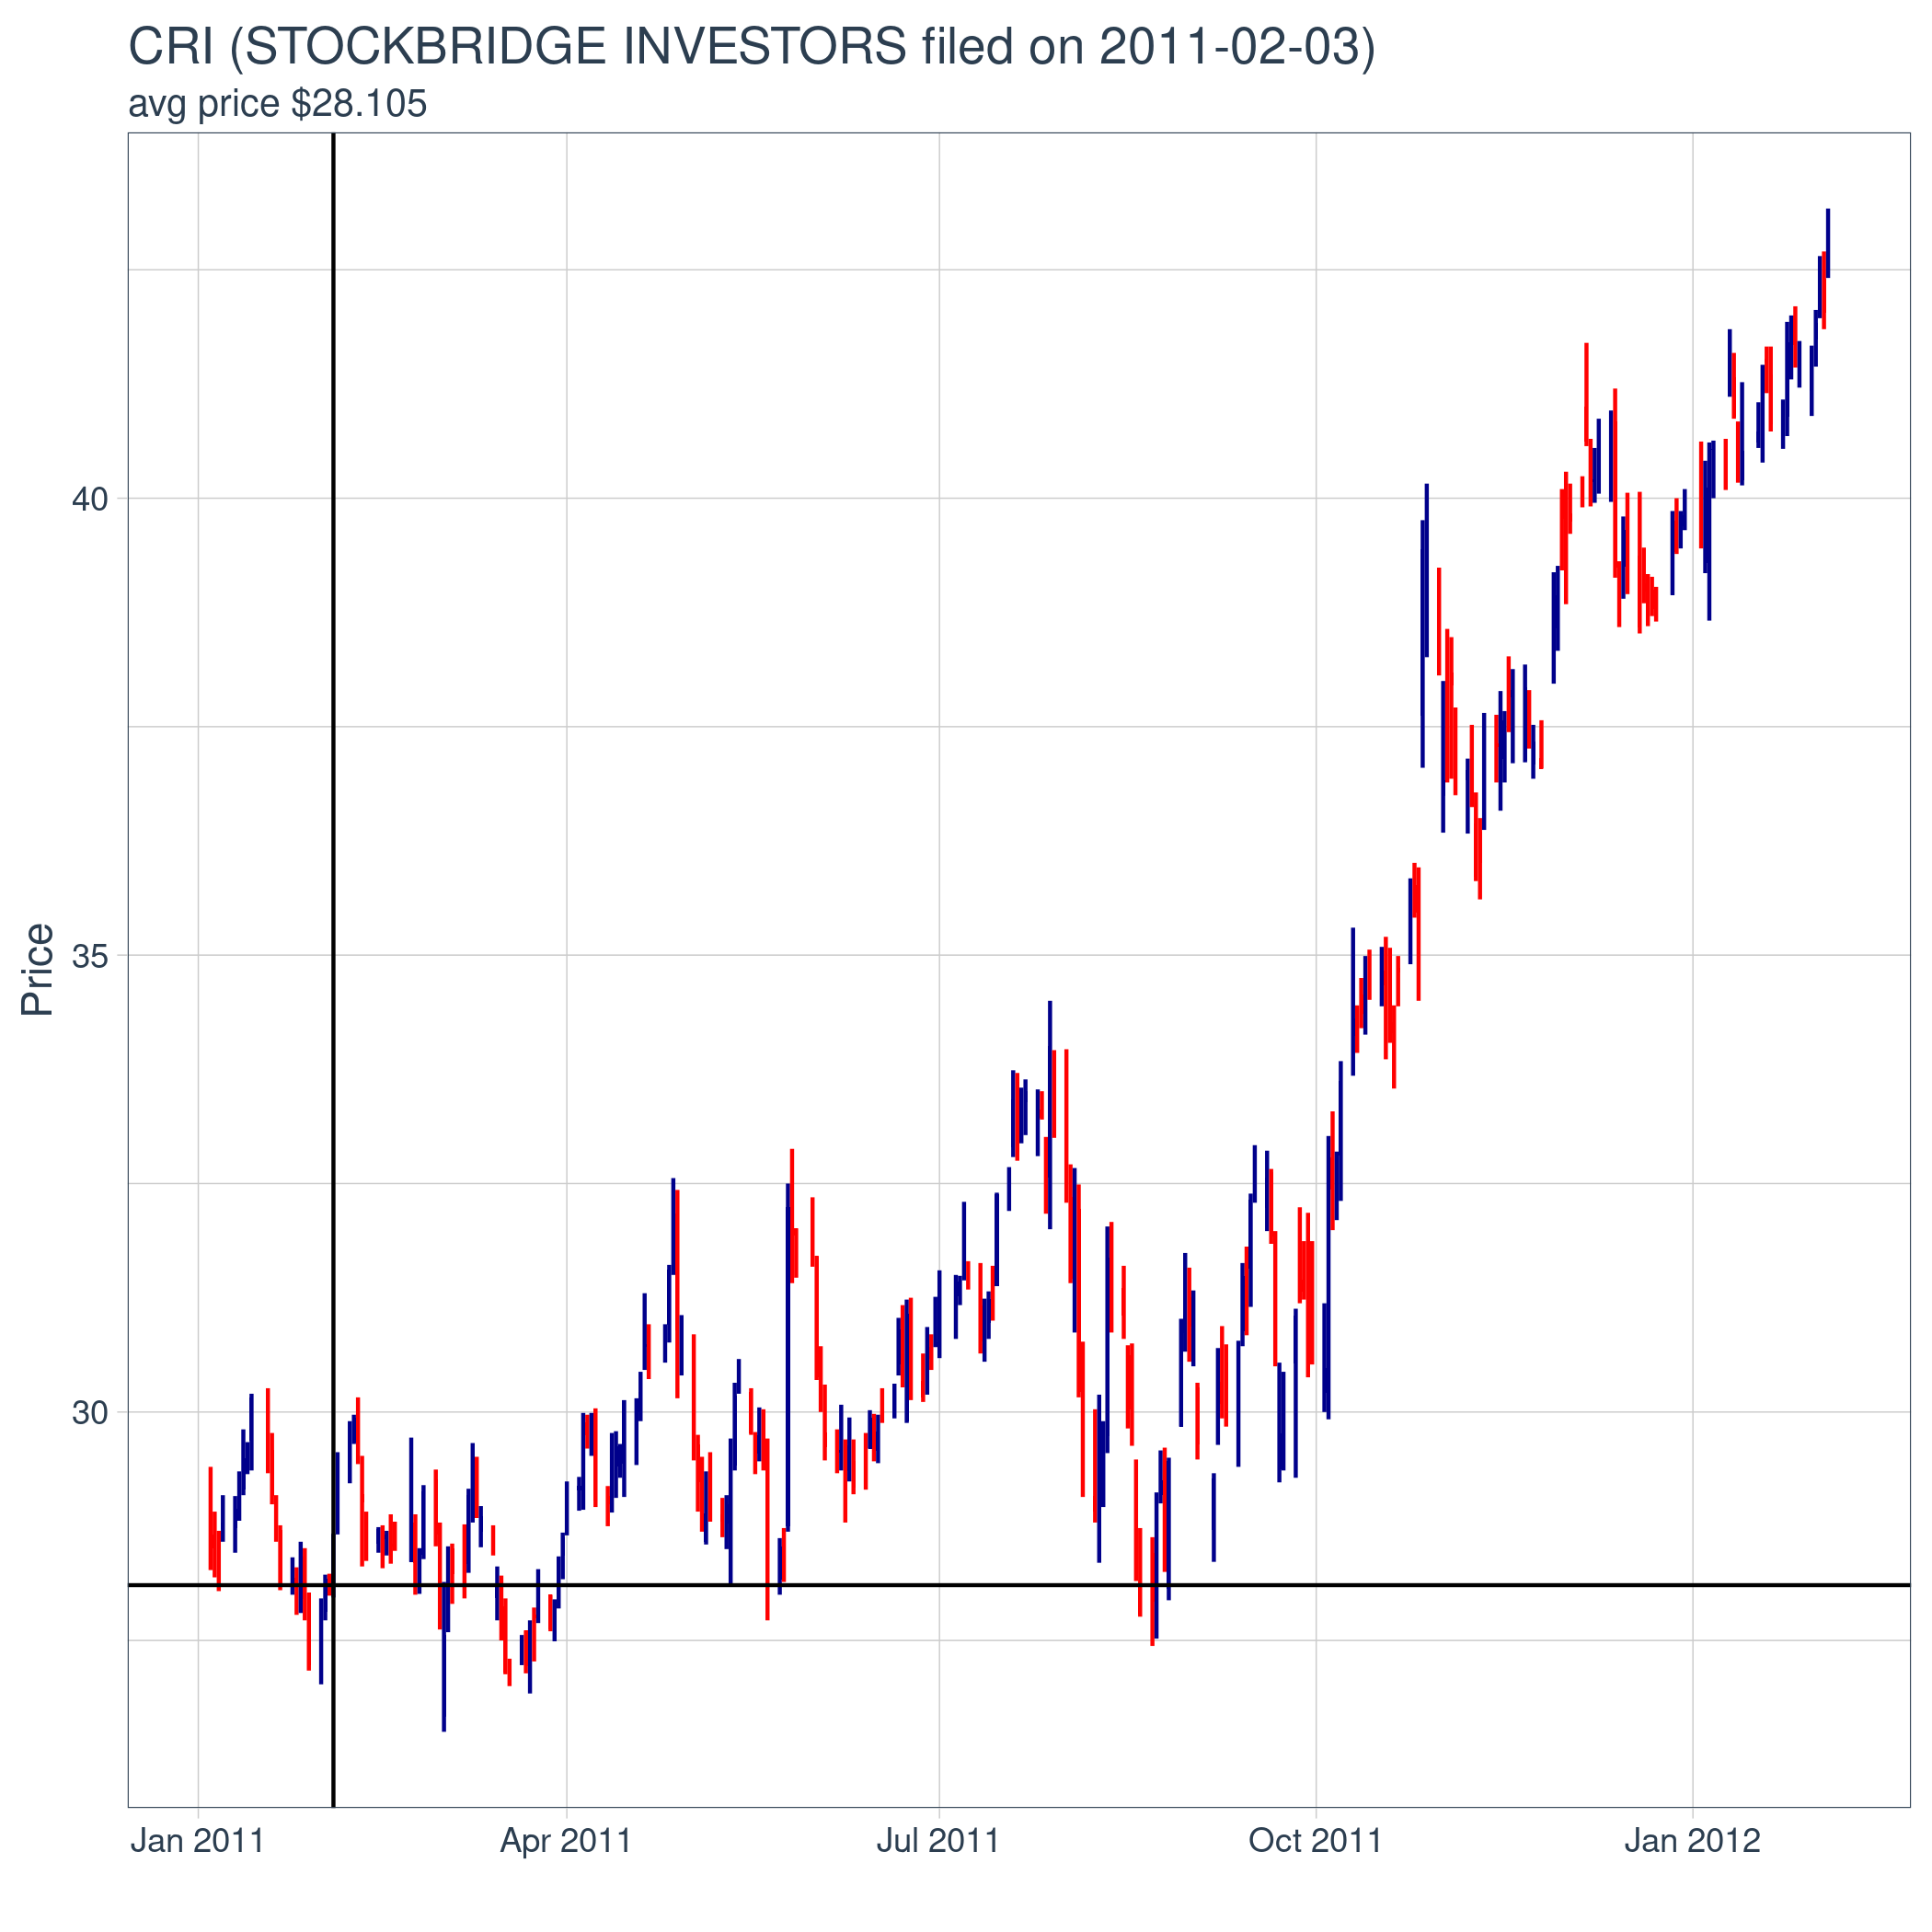 CRI (STOCKBRIDGE INVESTORS filed on 2011-02-03)
avg price $28.105
Price
40
35
30
Jan 2011
Apr 2011
Jul 2011
Oct 2011
Jan 2012